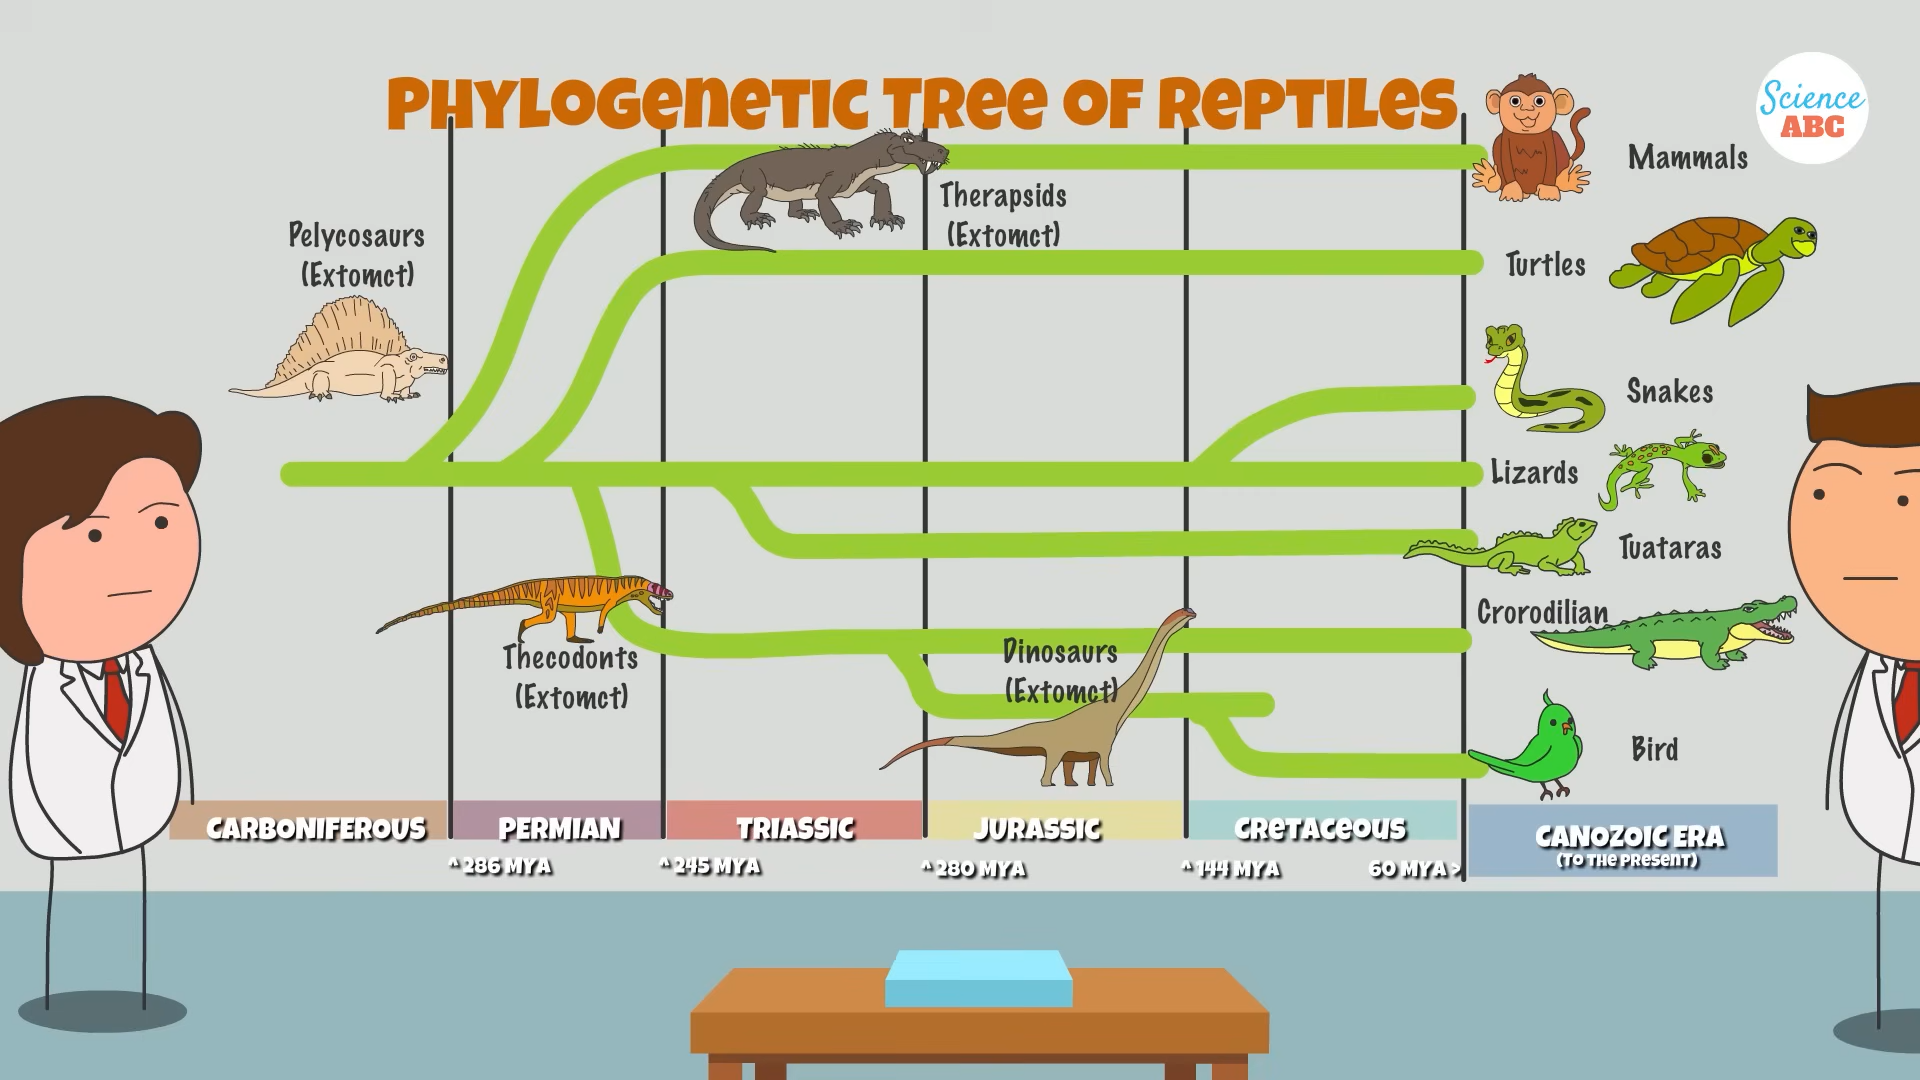 PHYLOGENETIC TREE OF REPTILES
Science
ABC
Mammals
Therapsids
(Extomct)
Pelycosaurs
(Extomct)
Turtles
Snakes
Lizards
Tuataras
Crorodilian
Thecodonts
(Extomct)
Dinosaurs
(Extomct)
Bird
CARBONIFEROUS
PERMIAN
TRIASSIC
JURASSIC
CRETACEOUS
CANOZOIC ERA
(TO THE PRESENT)
^ 286 MYA
^ 245 MYA
^ 280 MYA
^ 144 MYA
60 MYA >